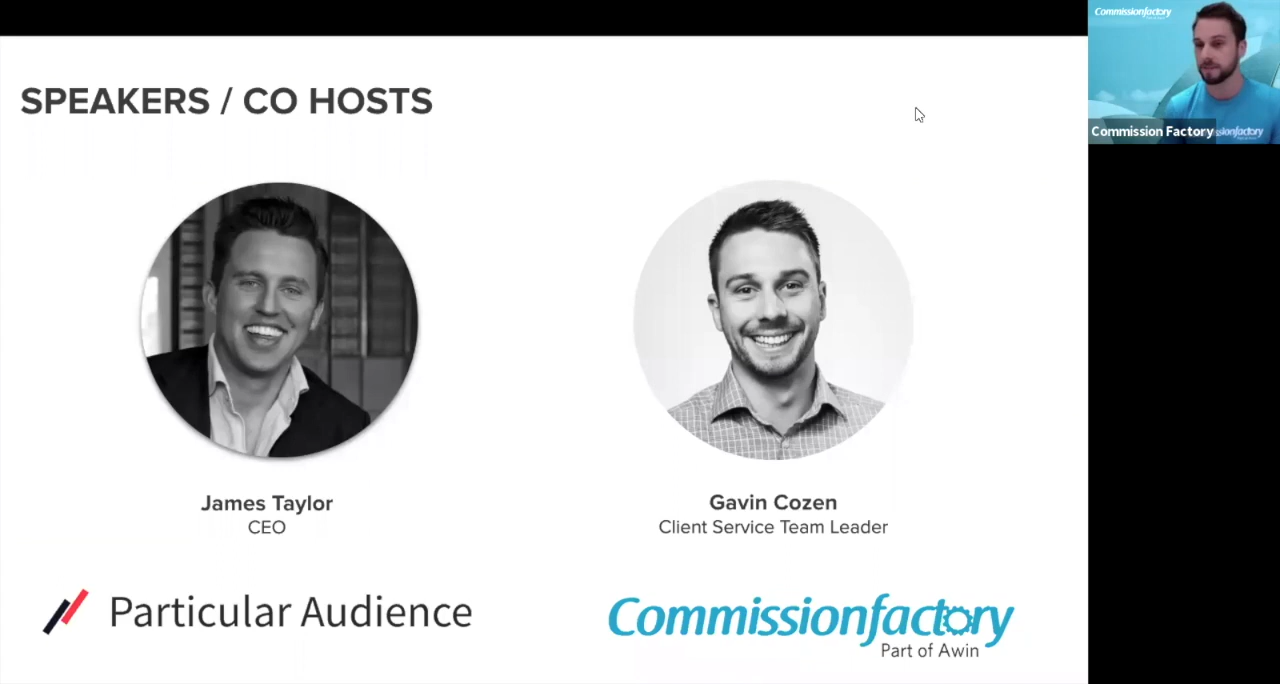 SPEAKERS / CO HOSTS
James Taylor
CEO
Gavin Cozen
Client Service Team Leader
Particular Audience
Commissionfactory
Part of Awin
Commissionfactory
Commission Factory